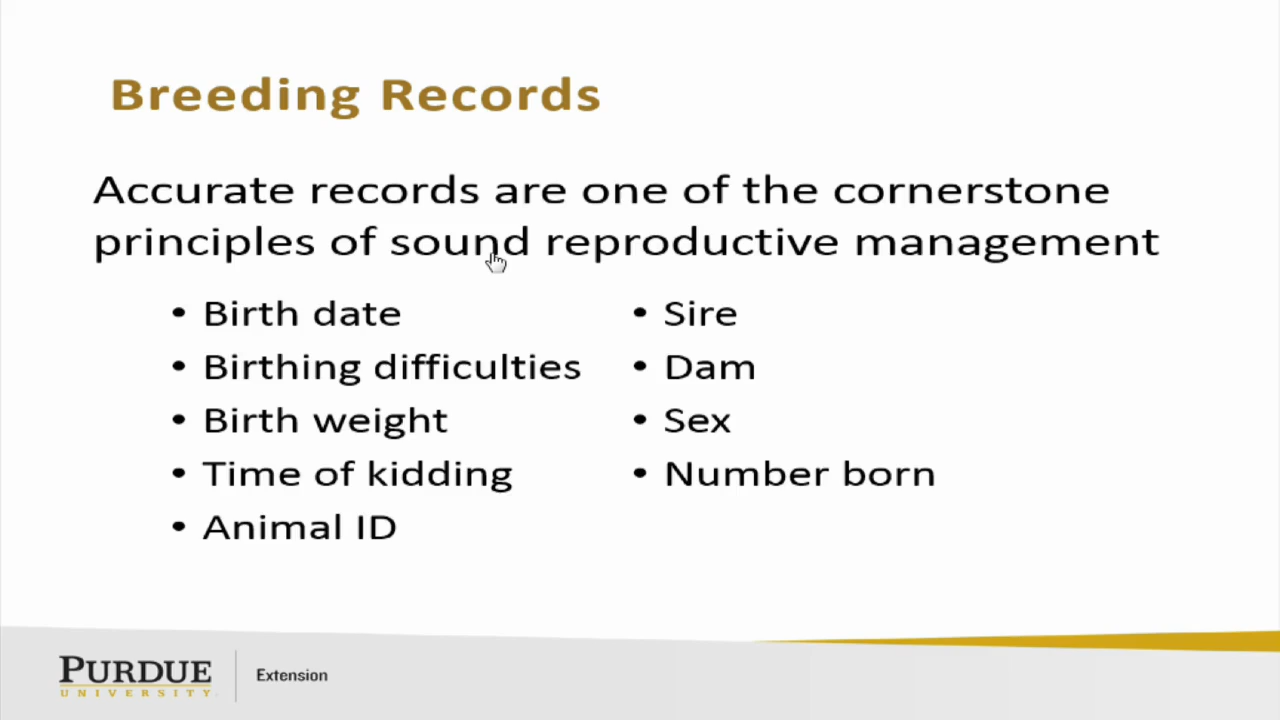 Breeding Records
Accurate records are one of the cornerstone
principles of sound reproductive management
• Birth date
• Birthing difficulties
• Birth weight
• Time of kidding
• Animal ID
• Sire
• Dam
• Sex
• Number born
PURDUE
UNIVERSITY
Extension